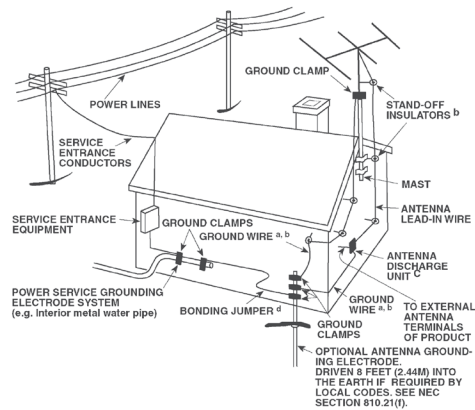 GROUND CLAMP
POWER LINES
STAND-OFF
INSULATORS b
SERVICE
ENTRANCE
CONDUCTORS
MAST
ANTENNA
LEAD-IN WIRE
SERVICE ENTRANCE
EQUIPMENT
GROUND CLAMPS
GROUND WIRE a, b
ANTENNA
DISCHARGE
UNIT C
POWER SERVICE GROUNDING
ELECTRODE SYSTEM
(e.g. Interior metal water pipe)
BONDING JUMPER d
GROUND
WIRE a, b
TO EXTERNAL
ANTENNA
TERMINALS
OF PRODUCT
GROUND
CLAMPS
OPTIONAL ANTENNA GROUND-
ING ELECTRODE.
DRIVEN 8 FEET (2.44M) INTO
THE EARTH IF REQUIRED BY
LOCAL CODES. SEE NEC
SECTION 810.21(f).